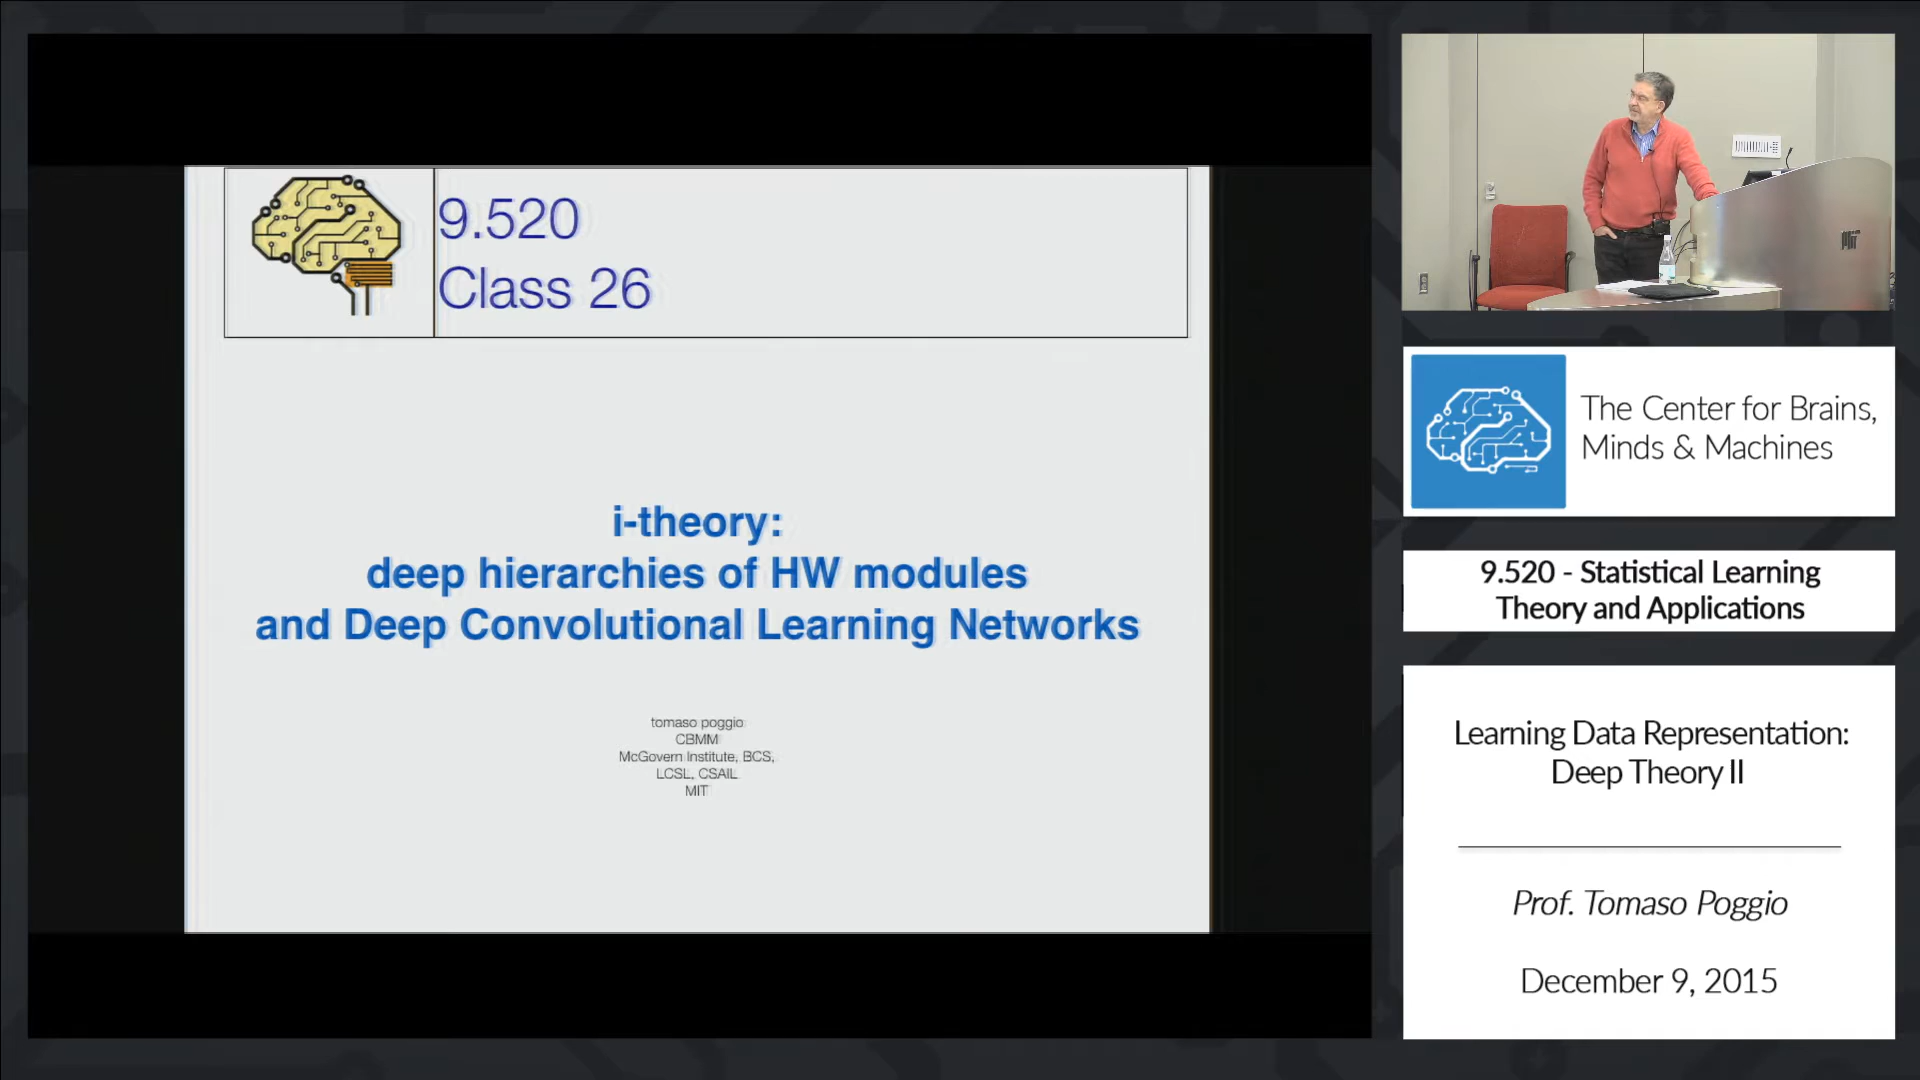 9.520
Class 26
i-theory:
deep hierarchies of HW modules
and Deep Convolutional Learning Networks
tomaso poggio
CBMM
McGovern Institute, BCS,
LCSL, CSAIL
MIT
The Center for Brains,
Minds & Machines
9.520 - Statistical Learning
Theory and Applications
Learning Data Representation:
Deep Theory II
Prof. Tomaso Poggio
December 9, 2015